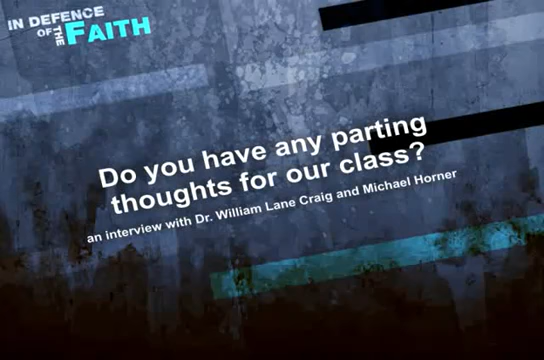 IN DEFENCE
OF THE FAITH
Do you have any parting
thoughts for our class?
an interview with Dr. William Lane Craig and Michael Horner